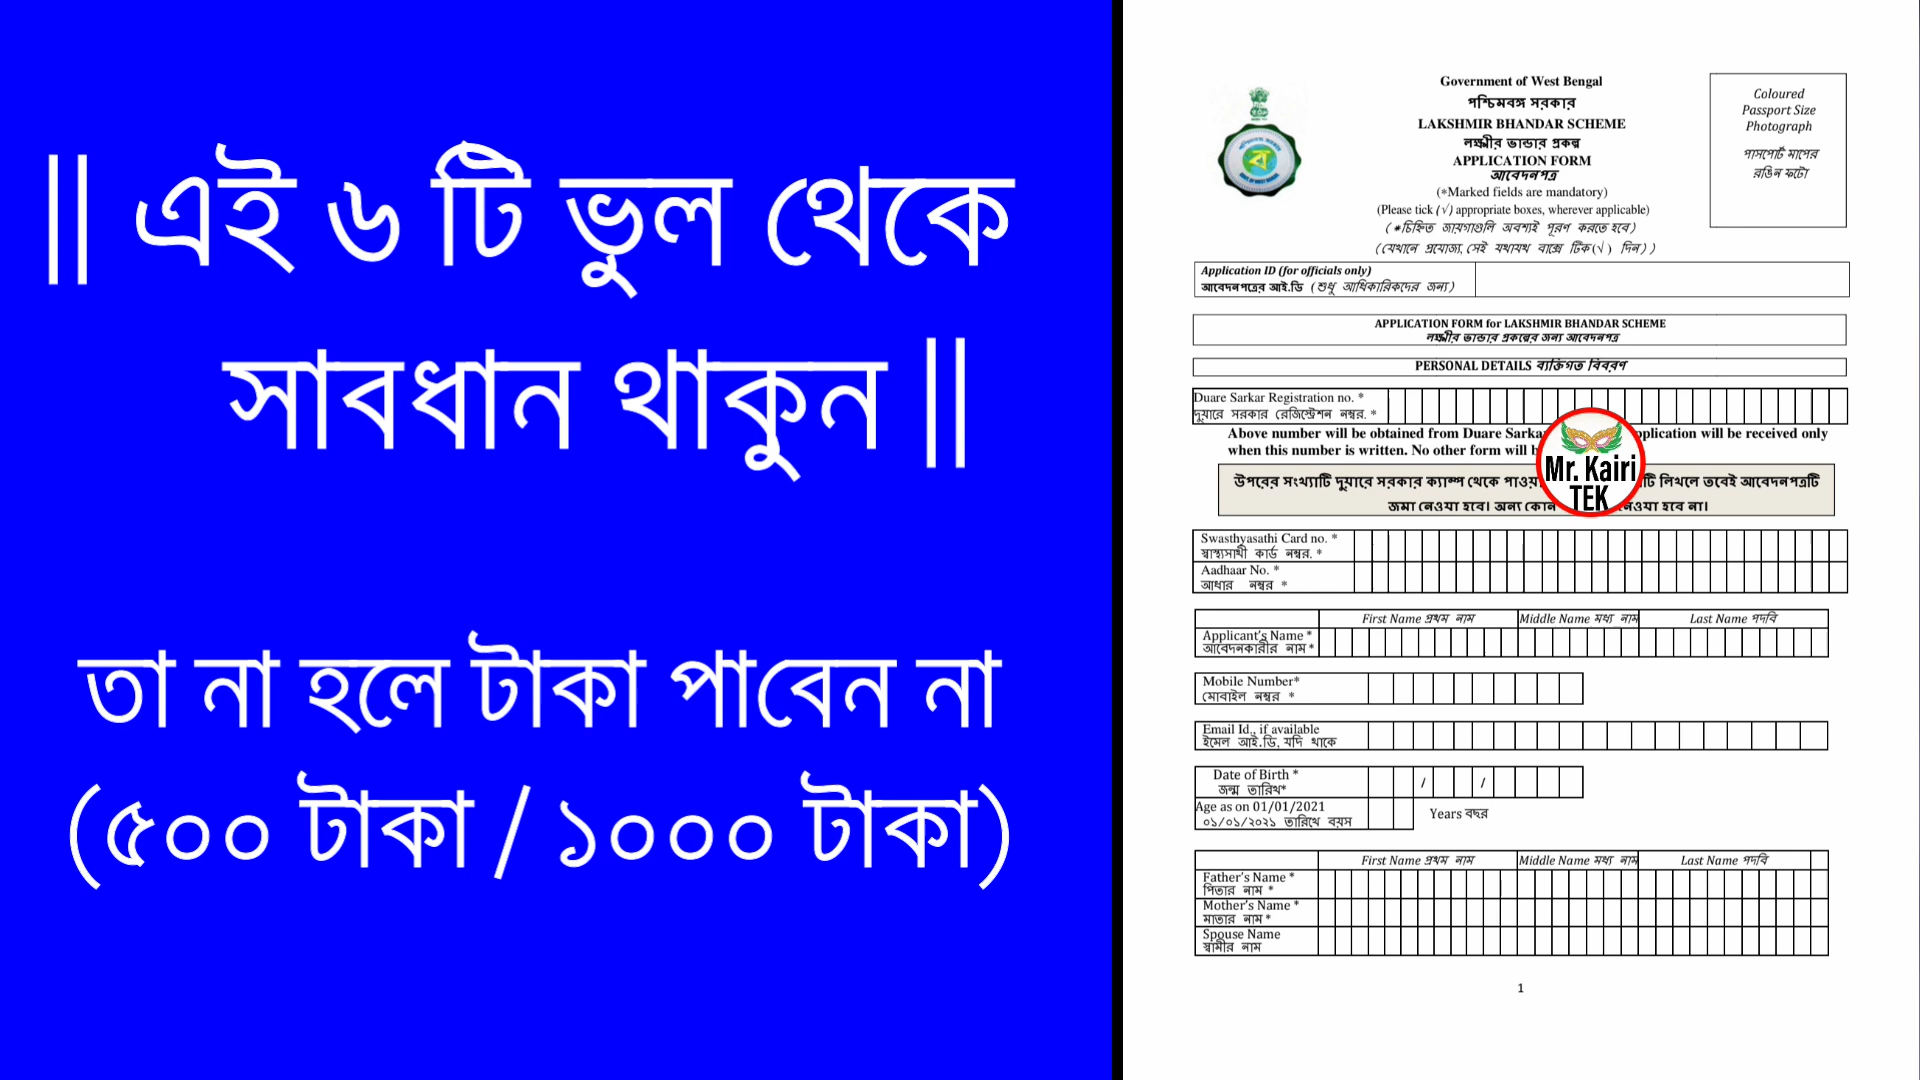 || এই ৬ টি ভুল থেকে
সাবধান থাকুন ||
তা না হলে টাকা পাবেন না
(৫০০ টাকা / ১০০০ টাকা)
Government of West Bengal
পশ্চিমবঙ্গ সরকার
LAKSHMIR BHANDAR SCHEME
লক্ষ্মীর ভান্ডার প্রকল্প
APPLICATION FORM
আবেদনপত্র
(*Marked fields are mandatory)
(Please tick (√) appropriate boxes, wherever applicable)
(*চিহ্নিত জায়গাগুলি অবশ্যই পূরণ করতে হবে)
(যেখানে প্রযোজ্য, সেই যথাযথ বাক্সে টিক(√) দিন))
Coloured
Passport Size
Photograph
পাসপোর্ট মাপের
রঙিন ফটো
Application ID (for officials only)
আবেদনপত্রের আই.ডি (শুধু আধিকারিকদের জন্য)
APPLICATION FORM for LAKSHMIR BHANDAR SCHEME
লক্ষ্মীর ভান্ডার প্রকল্পের জন্য আবেদনপত্র
PERSONAL DETAILS ব্যক্তিগত বিবরণ
Duare Sarkar Registration no. *
দুয়ারে সরকার রেজিস্ট্রেশন নম্বর. *
Above number will be obtained from Duare Sarkar pplication will be received only
when this number is written. No other form will b
Mr. Kairi
TEK
উপরের সংখ্যাটি দুয়ারে সরকার ক্যাম্প থেকে পাওয়া টি লিখলে তবেই আবেদনপত্রটি
জমা নেওয়া হবে। অন্য কোন নেওয়া হবে না।
Swasthyasathi Card no. *
স্বাস্থ্যসাথী কার্ড নম্বর. *
Aadhaar No. *
আধার নম্বর *
First Name প্রথম নাম Middle Name মধ্য নাম Last Name পদবি
Applicant's Name *
আবেদনকারীর নাম *
Mobile Number*
মোবাইল নম্বর *
Email Id., if available
ইমেল আই.ডি, যদি থাকে
Date of Birth * / /
জন্ম তারিখ*
Age as on 01/01/2021
০১/০১/২০২১ তারিখে বয়স
Years বছর
First Name প্রথম নাম Middle Name মধ্য নাম Last Name পদবি
Father's Name *
পিতার নাম *
Mother's Name *
মাতার নাম *
Spouse Name
স্বামীর নাম
1